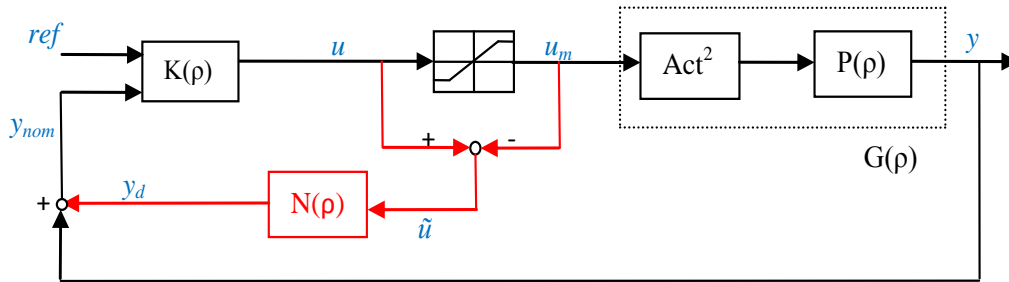 ref
K(ρ)
u
u_m
Act²
P(ρ)
y
y_nom
+
-
G(ρ)
+
y_d
N(ρ)
ũ